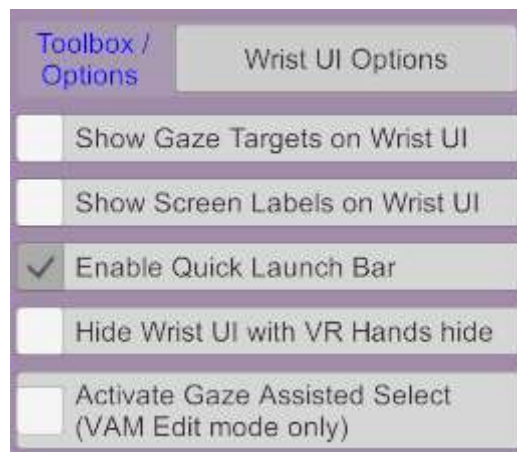 Toolbox /
Options
Wrist UI Options
Show Gaze Targets on Wrist UI
Show Screen Labels on Wrist UI
Enable Quick Launch Bar
Hide Wrist UI with VR Hands hide
Activate Gaze Assisted Select
(VAM Edit mode only)